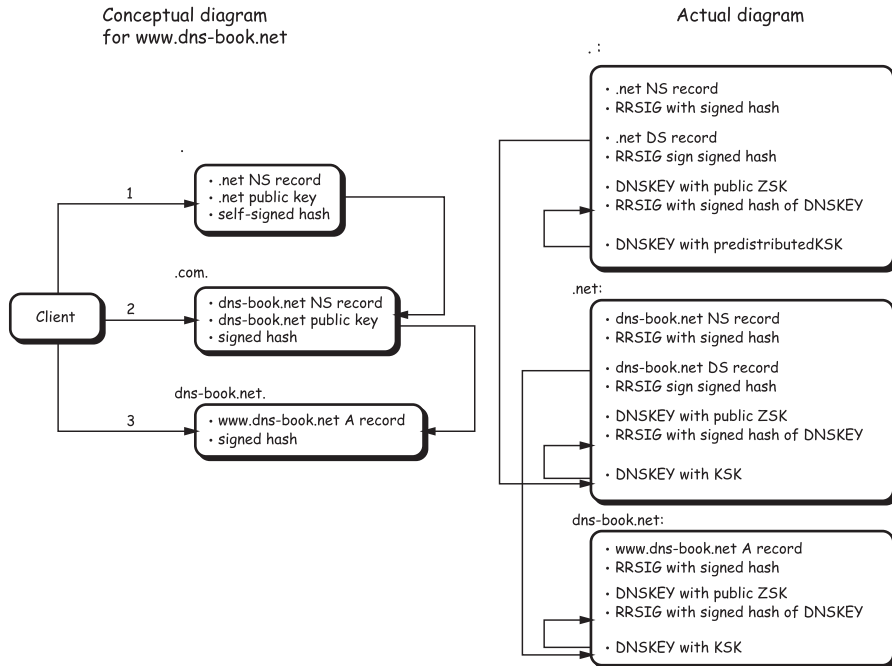 Conceptual diagram
for www.dns-book.net
.
• .net NS record
• .net public key
• self-signed hash
1
.com.
• dns-book.net NS record
• dns-book.net public key
• signed hash
Client
2
dns-book.net.
• www.dns-book.net A record
• signed hash
3
Actual diagram
. :
• .net NS record
• RRSIG with signed hash
• .net DS record
• RRSIG sign signed hash
• DNSKEY with public ZSK
• RRSIG with signed hash of DNSKEY
• DNSKEY with predistributedKSK
.net:
• dns-book.net NS record
• RRSIG with signed hash
• dns-book.net DS record
• RRSIG sign signed hash
• DNSKEY with public ZSK
• RRSIG with signed hash of DNSKEY
• DNSKEY with KSK
dns-book.net:
• www.dns-book.net A record
• RRSIG with signed hash
• DNSKEY with public ZSK
• RRSIG with signed hash of DNSKEY
• DNSKEY with KSK